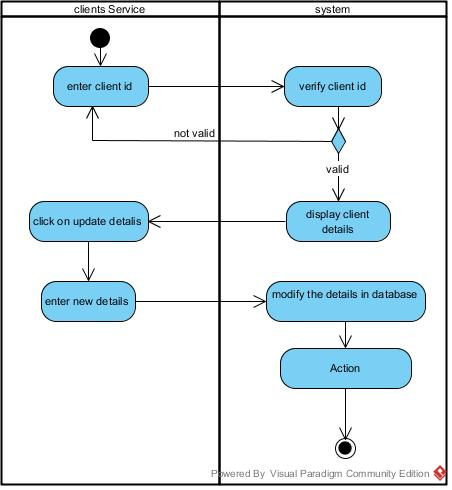 clients Service
system
enter client id
verify client id
not valid
valid
display client
details
click on update detalis
enter new details
modify the details in database
Action
Powered By Visual Paradigm Community Edition